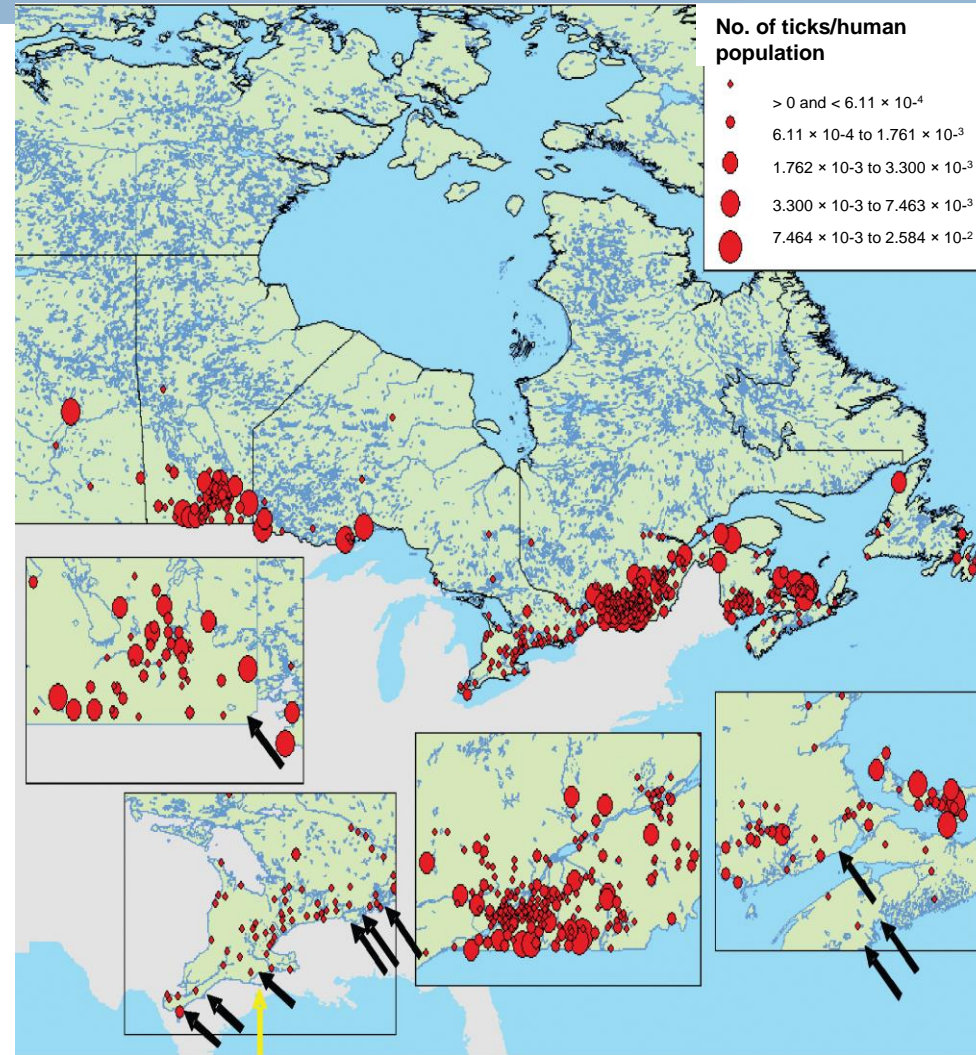 No. of ticks/human
population
> 0 and < 6.11 × 10-⁴
6.11 × 10-4 to 1.761 × 10-³
1.762 × 10-3 to 3.300 × 10-³
3.300 × 10-3 to 7.463 × 10-³
7.464 × 10-3 to 2.584 × 10-²